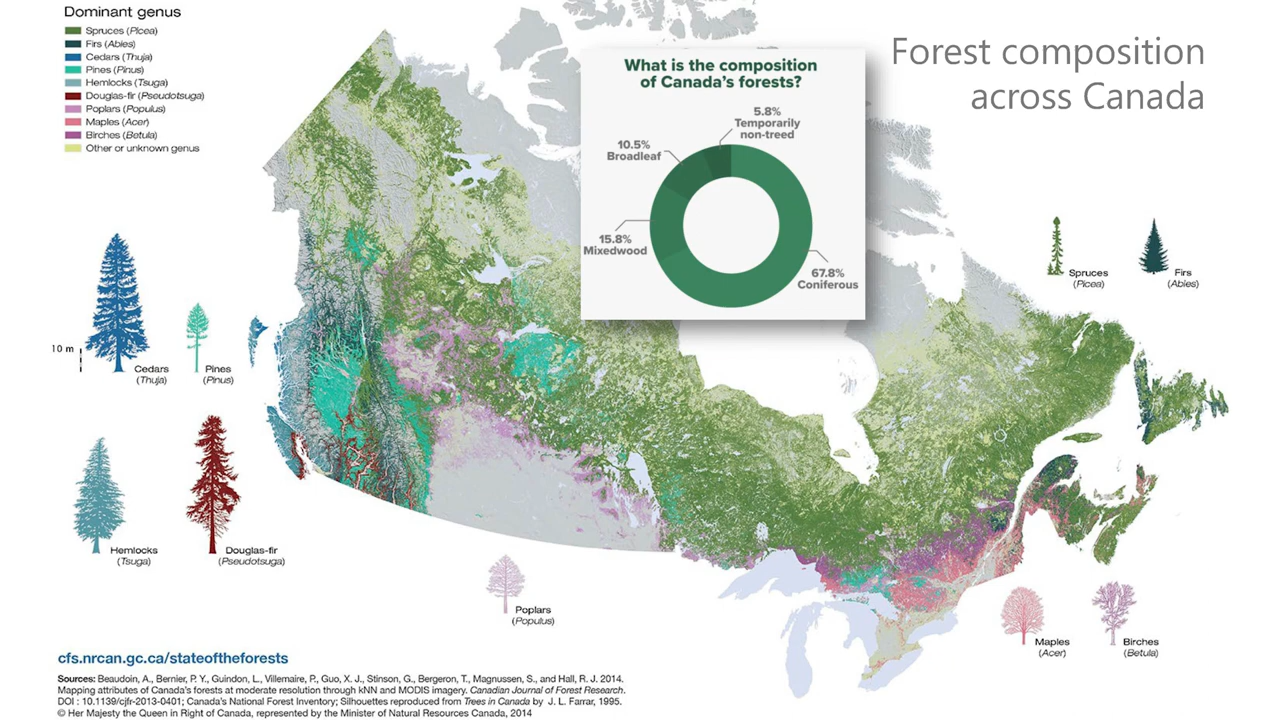 Dominant genus
Spruces (Picea)
Firs (Abies)
Cedars (Thuja)
Pines (Pinus)
Hemlocks (Tsuga)
Douglas-fir (Pseudotsuga)
Poplars (Populus)
Maples (Acer)
Birches (Betula)
Other or unknown genus
Forest composition
across Canada
What is the composition
of Canada's forests?
5.8%
Temporarily
non-treed
10.5%
Broadleaf
15.8%
Mixedwood
67.8%
Coniferous
Spruces
(Picea)
Firs
(Abies)
10 m
Cedars
(Thuja)
Pines
(Pinus)
Hemlocks
(Tsuga)
Douglas-fir
(Pseudotsuga)
Poplars
(Populus)
Maples
(Acer)
Birches
(Betula)
cfs.nrcan.gc.ca/stateoftheforests
Sources: Beaudoin, A., Bernier, P. Y., Guindon, L., Villemaire, P., Guo, X. J., Stinson, G., Bergeron, T., Magnussen, S., and Hall, R. J. 2014.
Mapping attributes of Canada's forests at moderate resolution through kNN and MODIS imagery. Canadian Journal of Forest Research.
DOI : 10.1139/cjfr-2013-0401; Canada's National Forest Inventory; Silhouettes reproduced from Trees in Canada by J. L. Farrar, 1995.
© Her Majesty the Queen in Right of Canada, represented by the Minister of Natural Resources Canada, 2014